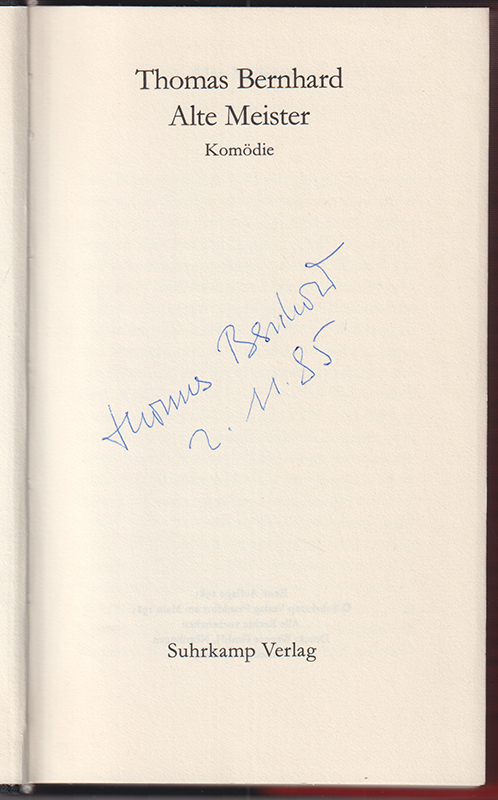 Thomas Bernhard
Alte Meister
Komödie
Thomas Bernhard
2. 11. 85
Suhrkamp Verlag